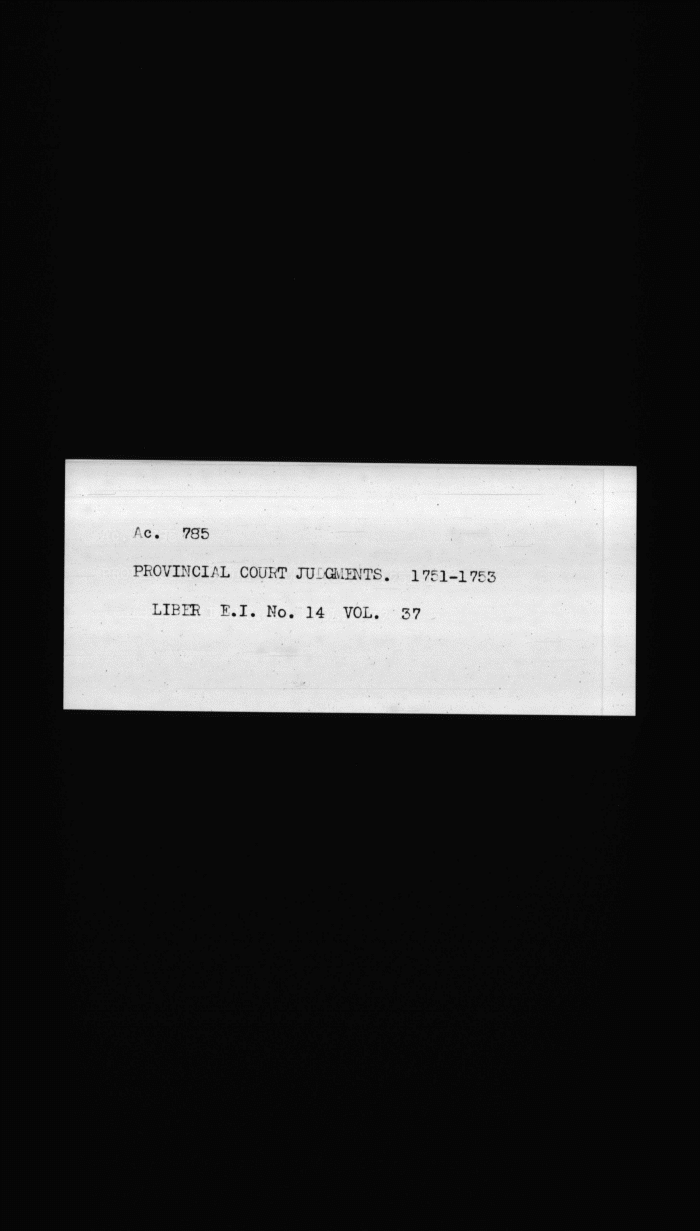 Ac. 785
PROVINCIAL COURT JUDGMENTS. 1751-1753
LIBER E.I. No. 14 VOL. 37